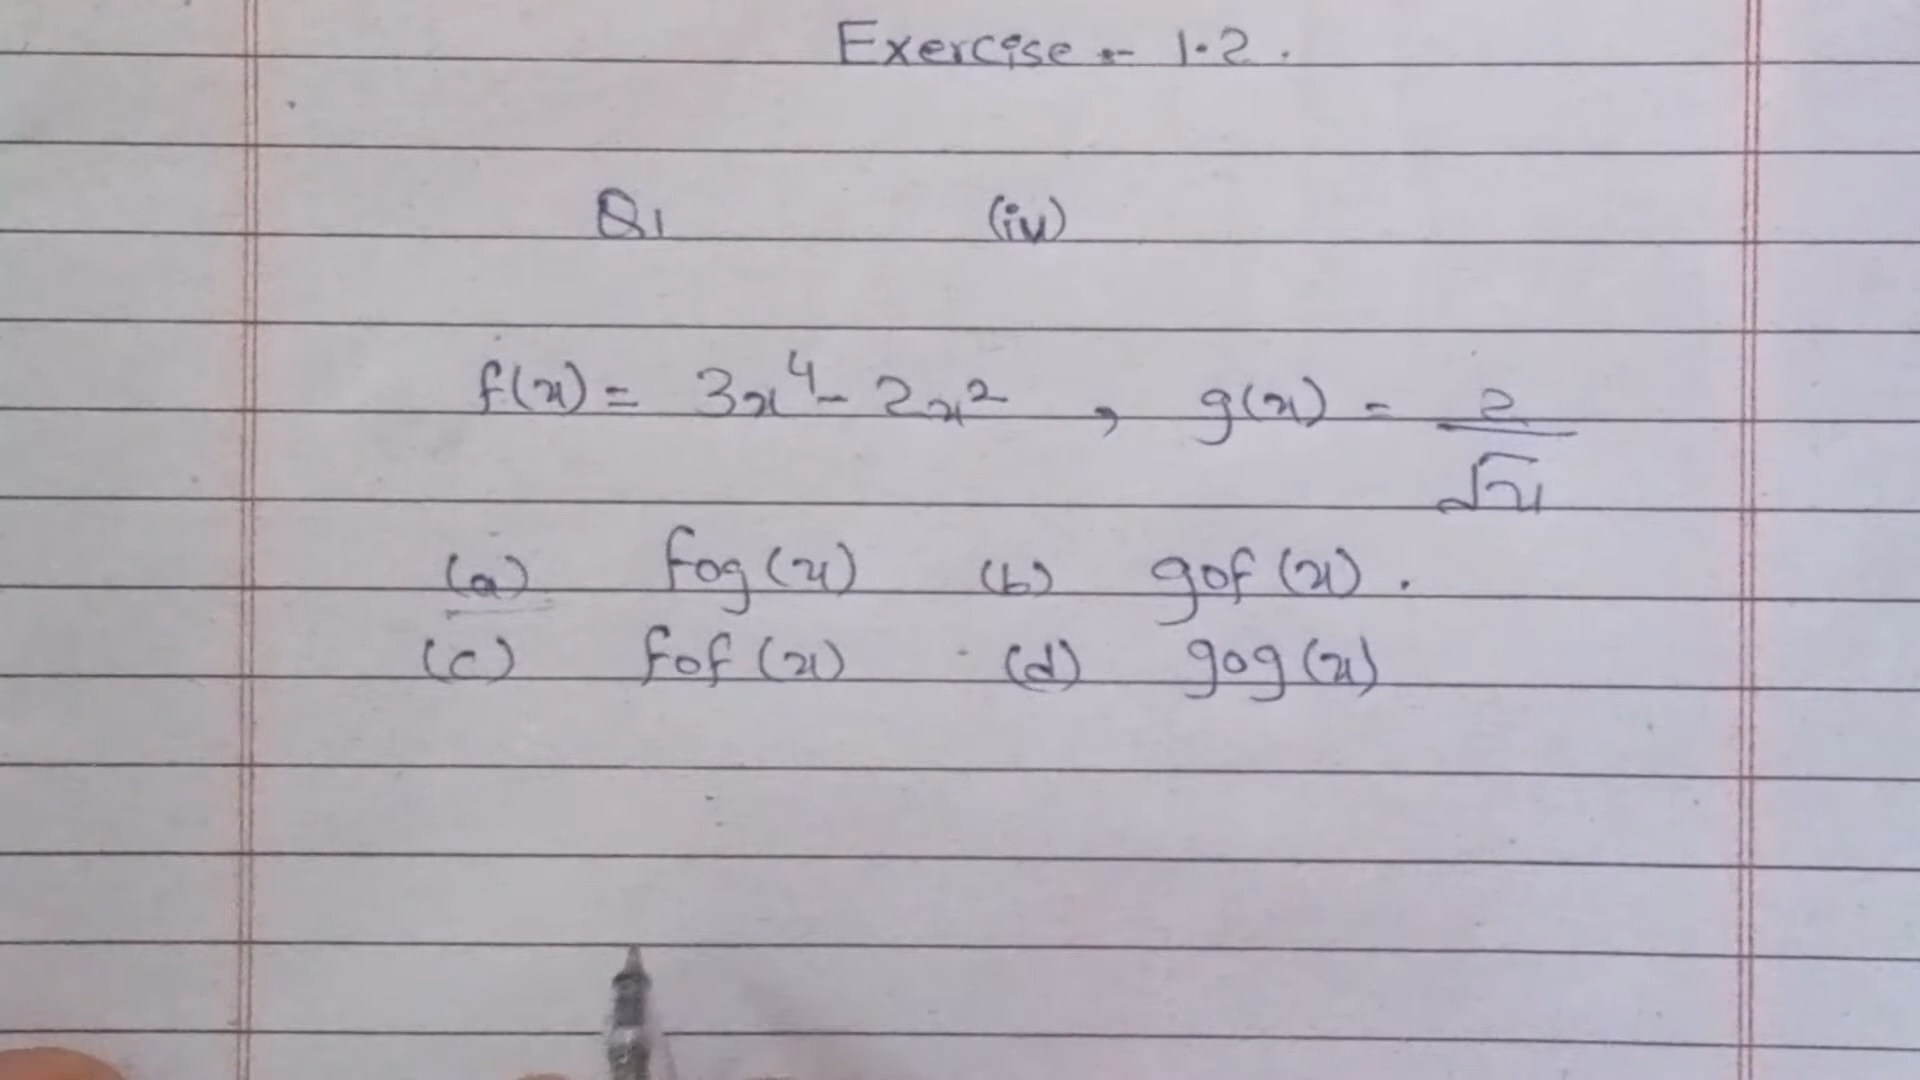 Exercise - 1.2.
Q1 (iv)
f(x) = 3x⁴ - 2x² , g(x) = 2/√x
(a) fog(x) (b) gof(x).
(c) fof(x) (d) gog(x)